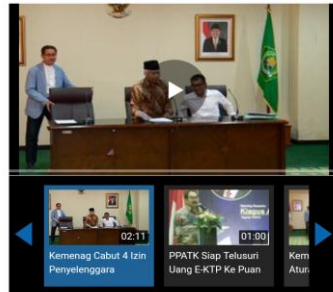 02:11
Kemenag Cabut 4 Izin
Penyelenggara
01:00
PPATK Siap Telusuri
Uang E-KTP Ke Puan
Kem
Atur